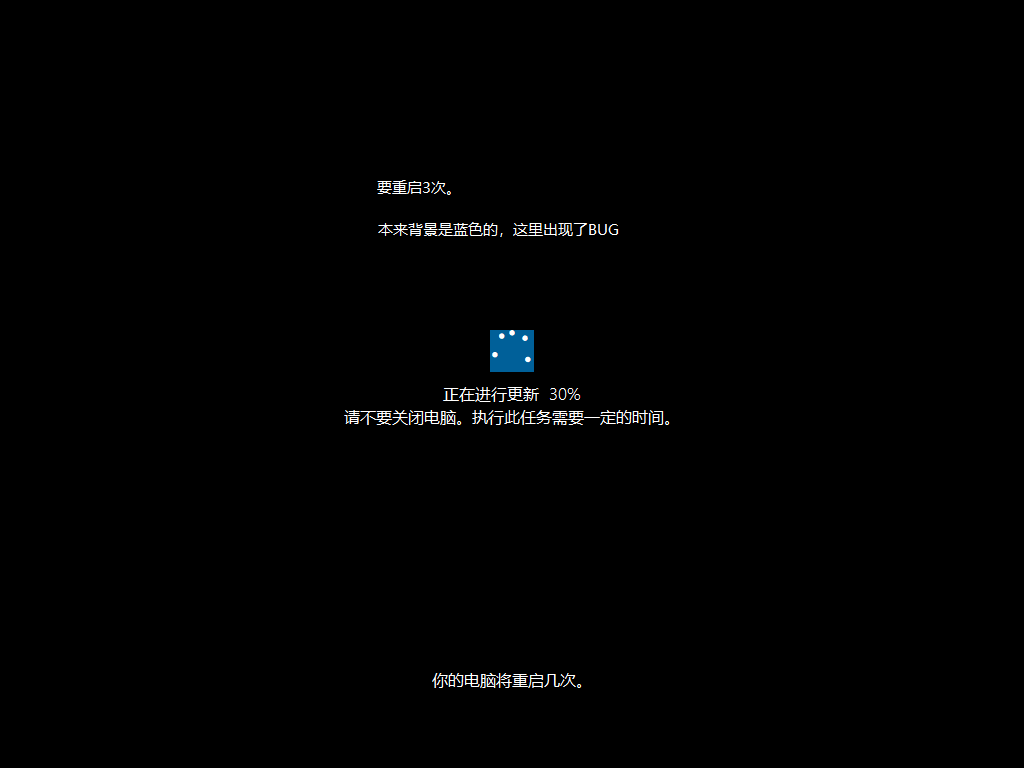 要重启3次。
本来背景是蓝色的，这里出现了BUG
正在进行更新 30%
请不要关闭电脑。执行此任务需要一定的时间。
你的电脑将重启几次。